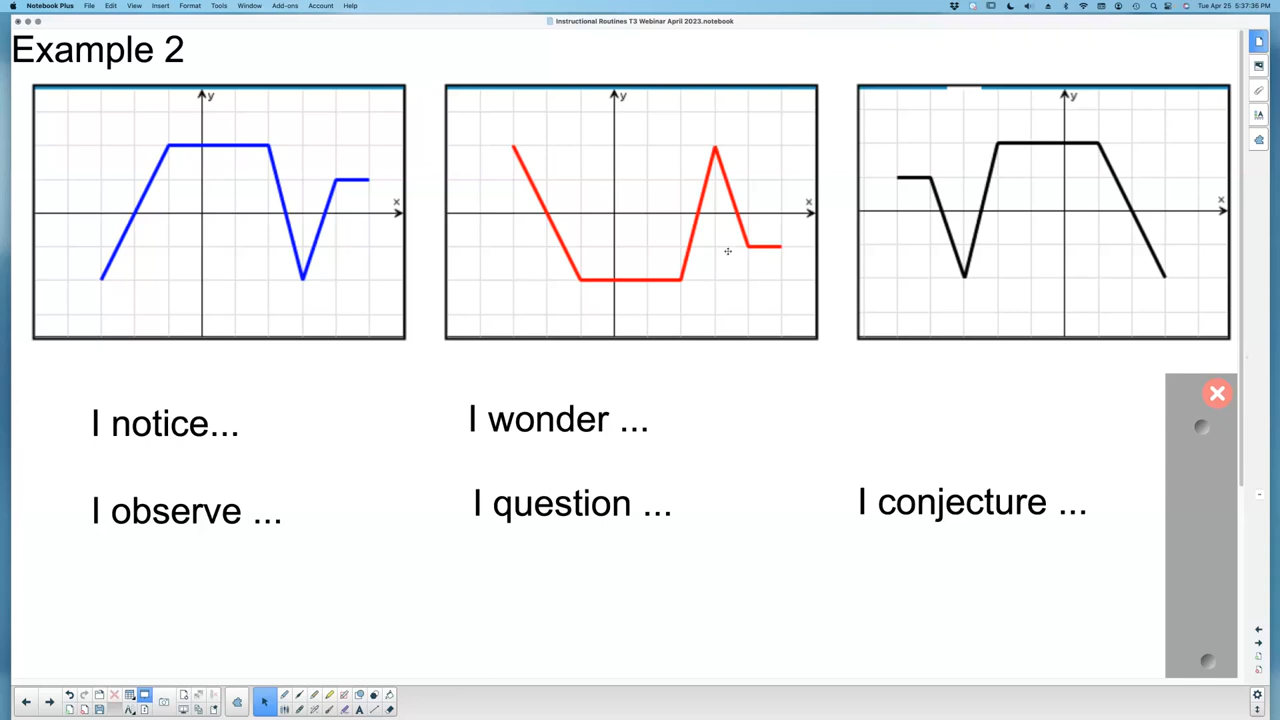 Notebook Plus File Edit View Insert Format Tools Window Add-ons Account Help Tue Apr 25 5:37:36 PM
Instructional Routines T3 Webinar April 2023.notebook
Example 2
y y y
x x x
I notice... I wonder ...
I observe ... I question ... I conjecture ...